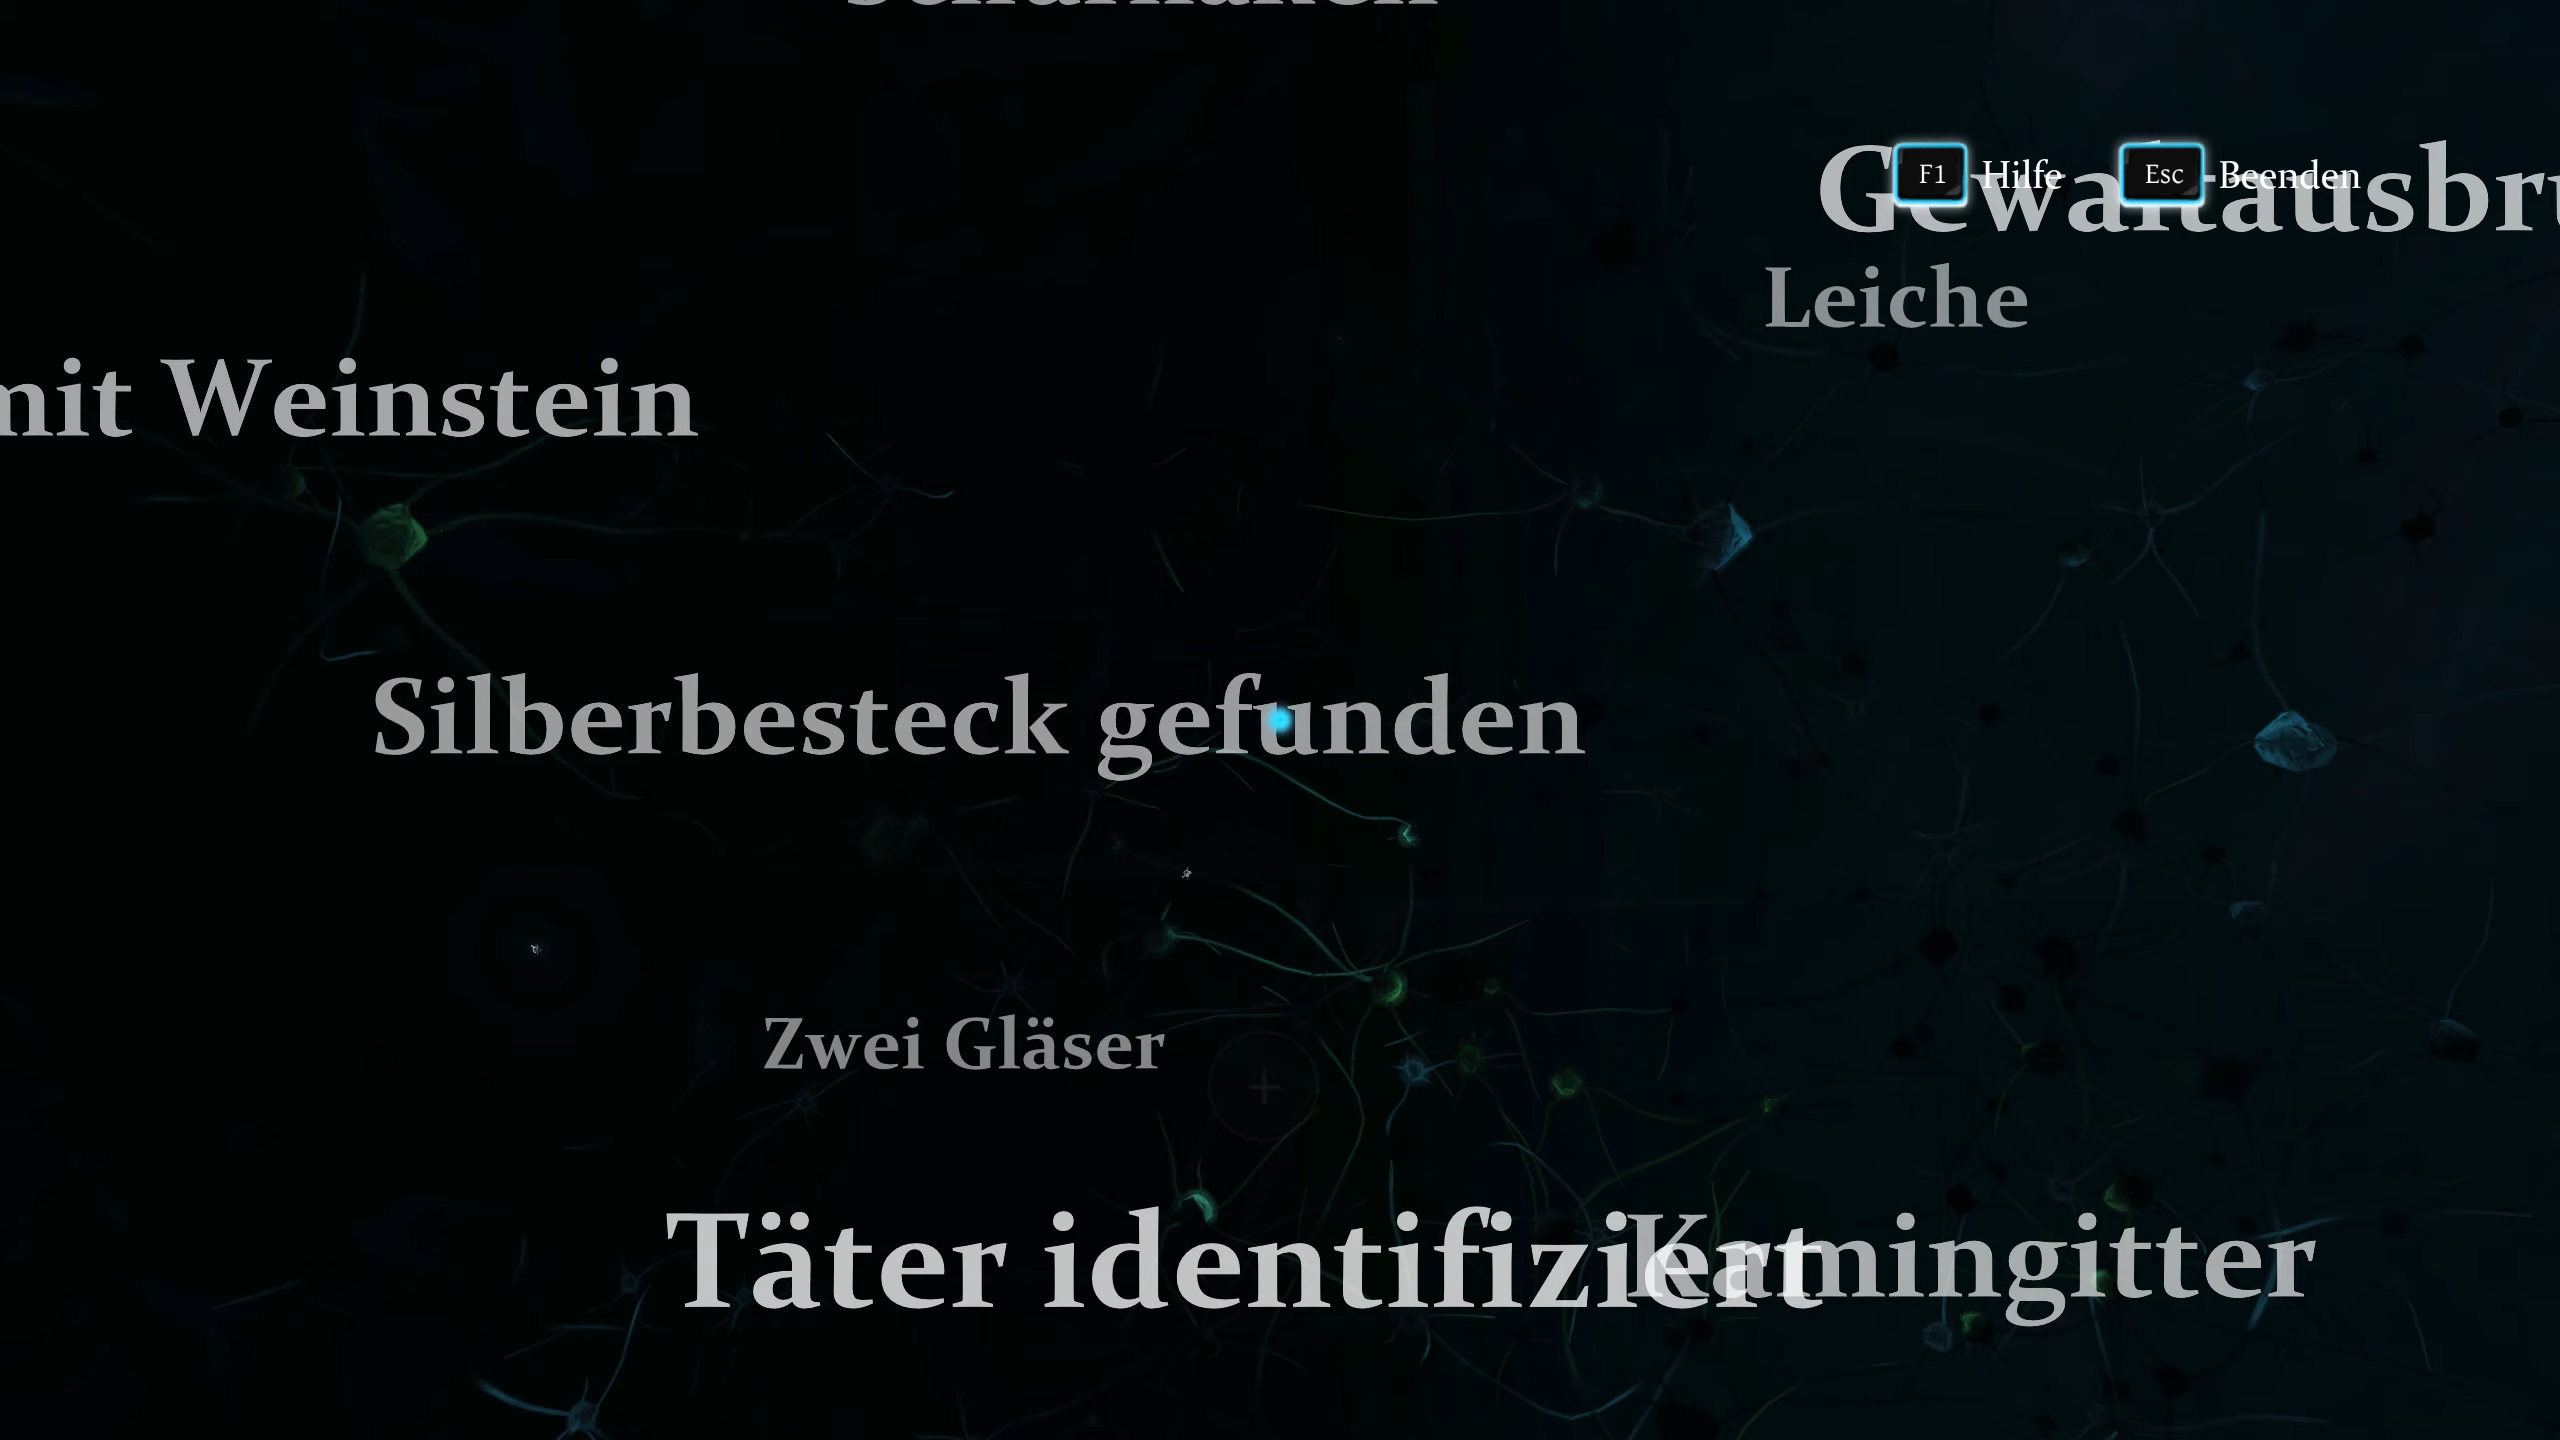 F1 Hilfe Esc Beenden
Leiche
mit Weinstein
Silberbesteck gefunden
Zwei Gläser
Täter identifiziert
Kamingitter